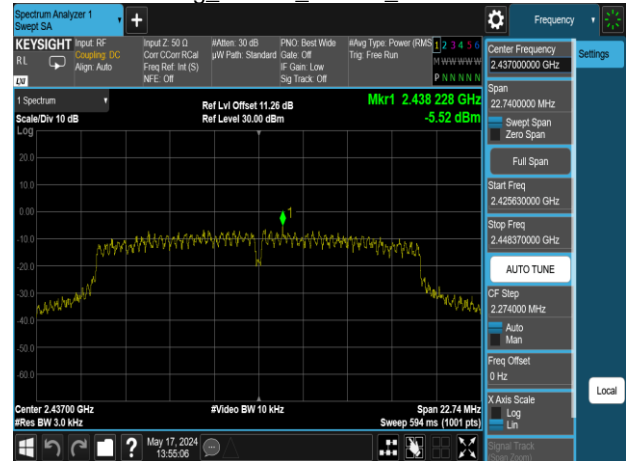 Spectrum Analyzer 1
Swept SA
Frequency
KEYSIGHT
Input: RF
Coupling: DC
Align: Auto
Input Z: 50 Ω
Corr CCorr RCal
Freq Ref: Int (S)
NFE: Off
#Atten: 30 dB
µW Path: Standard
PNO: Best Wide
Gate: Off
IF Gain: Low
Sig Track: Off
#Avg Type: Power (RMS
Trig: Free Run
1 2 3 4 5 6
M W W W W W
P N N N N N
RL
LXI
1 Spectrum
Scale/Div 10 dB
Log
Ref Lvl Offset 11.26 dB
Ref Level 30.00 dBm
Mkr1 2.438 228 GHz
-5.52 dBm
20.0
10.0
0.00
-10.0
-20.0
-30.0
-40.0
-50.0
-60.0
1
Center 2.43700 GHz
#Res BW 3.0 kHz
#Video BW 10 kHz
Span 22.74 MHz
Sweep 594 ms (1001 pts)
May 17, 2024
13:55:06
Center Frequency
2.437000000 GHz
Settings
Span
22.7400000 MHz
Swept Span
Zero Span
Full Span
Start Freq
2.425630000 GHz
Stop Freq
2.448370000 GHz
AUTO TUNE
CF Step
2.274000 MHz
Auto
Man
Freq Offset
0 Hz
X Axis Scale
Log
Lin
Local
Signal Track
(Span Zoom)